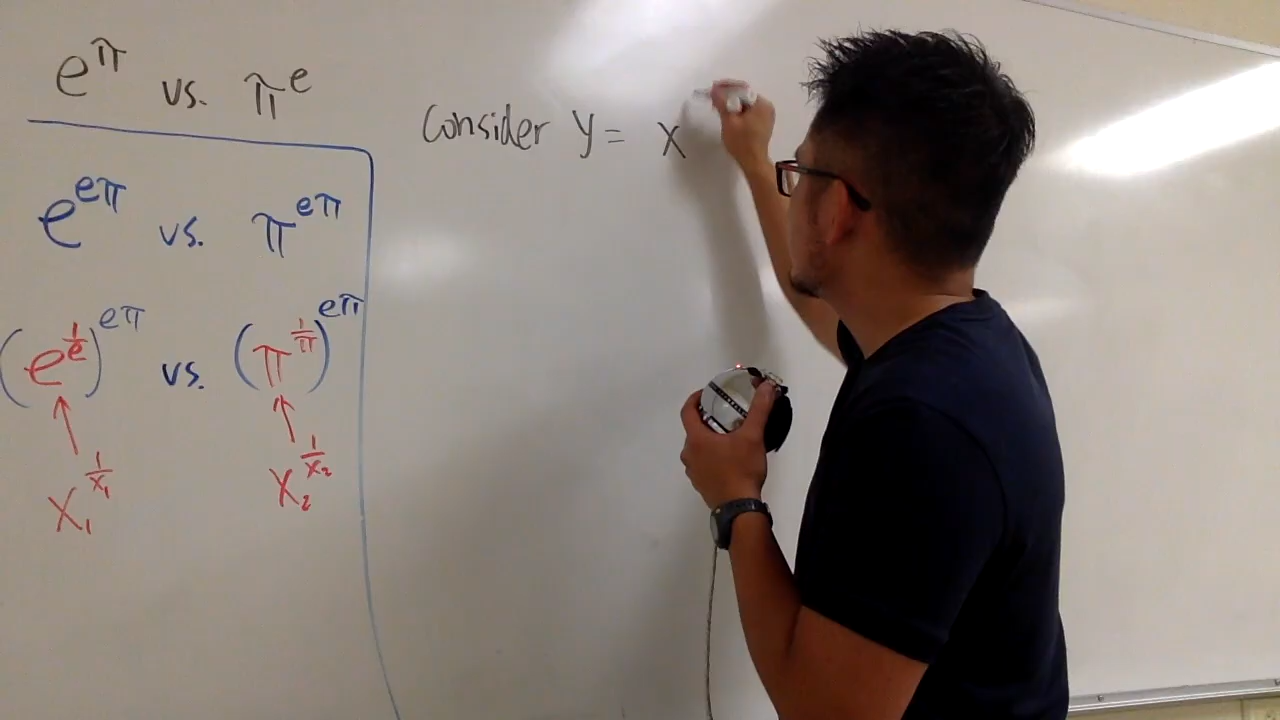 e^π vs. π^e
e^{eπ} vs. π^{eπ}
(e^{1/e})^{eπ} vs. (π^{1/π})^{eπ}
↑ ↑
x₁^{1/x₁} x₂^{1/x₂}
Consider y = x